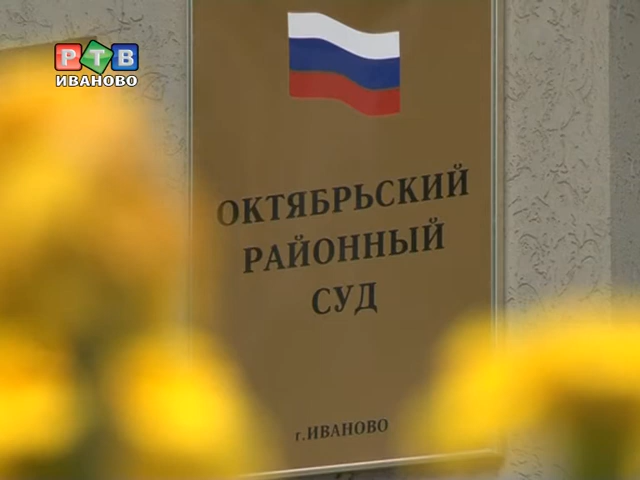 РТВ
ИВАНОВО
ОКТЯБРЬСКИЙ
РАЙОННЫЙ
СУД
г.ИВАНОВО